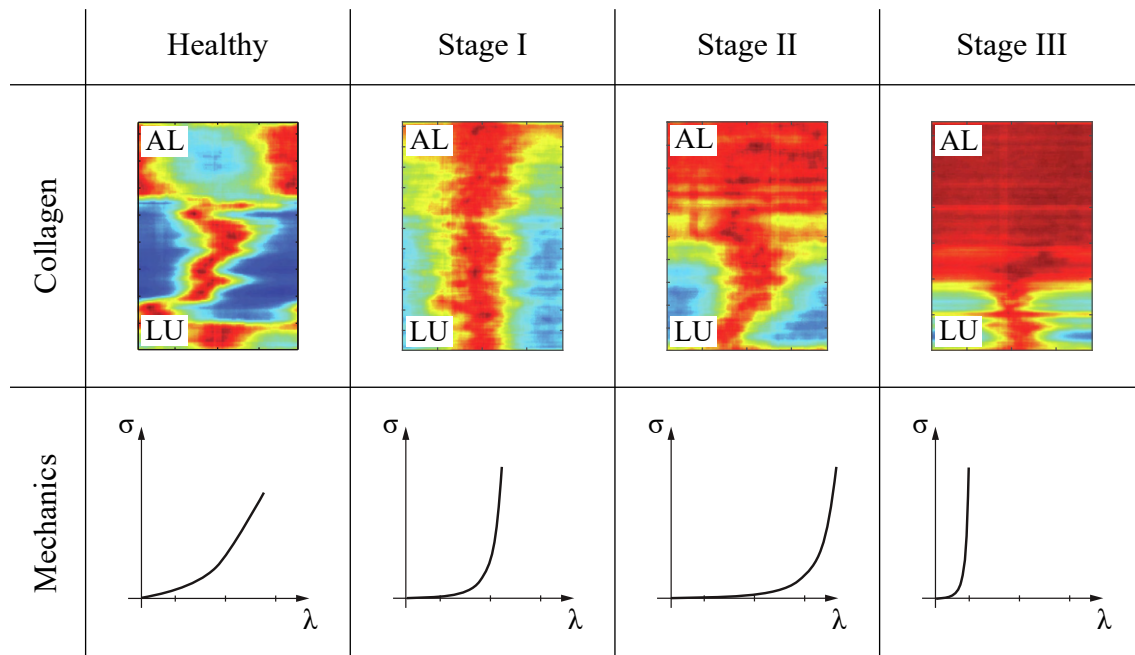 Healthy
Stage I
Stage II
Stage III
Collagen
AL
LU
AL
LU
AL
LU
AL
LU
Mechanics
σ
λ
σ
λ
σ
λ
σ
λ